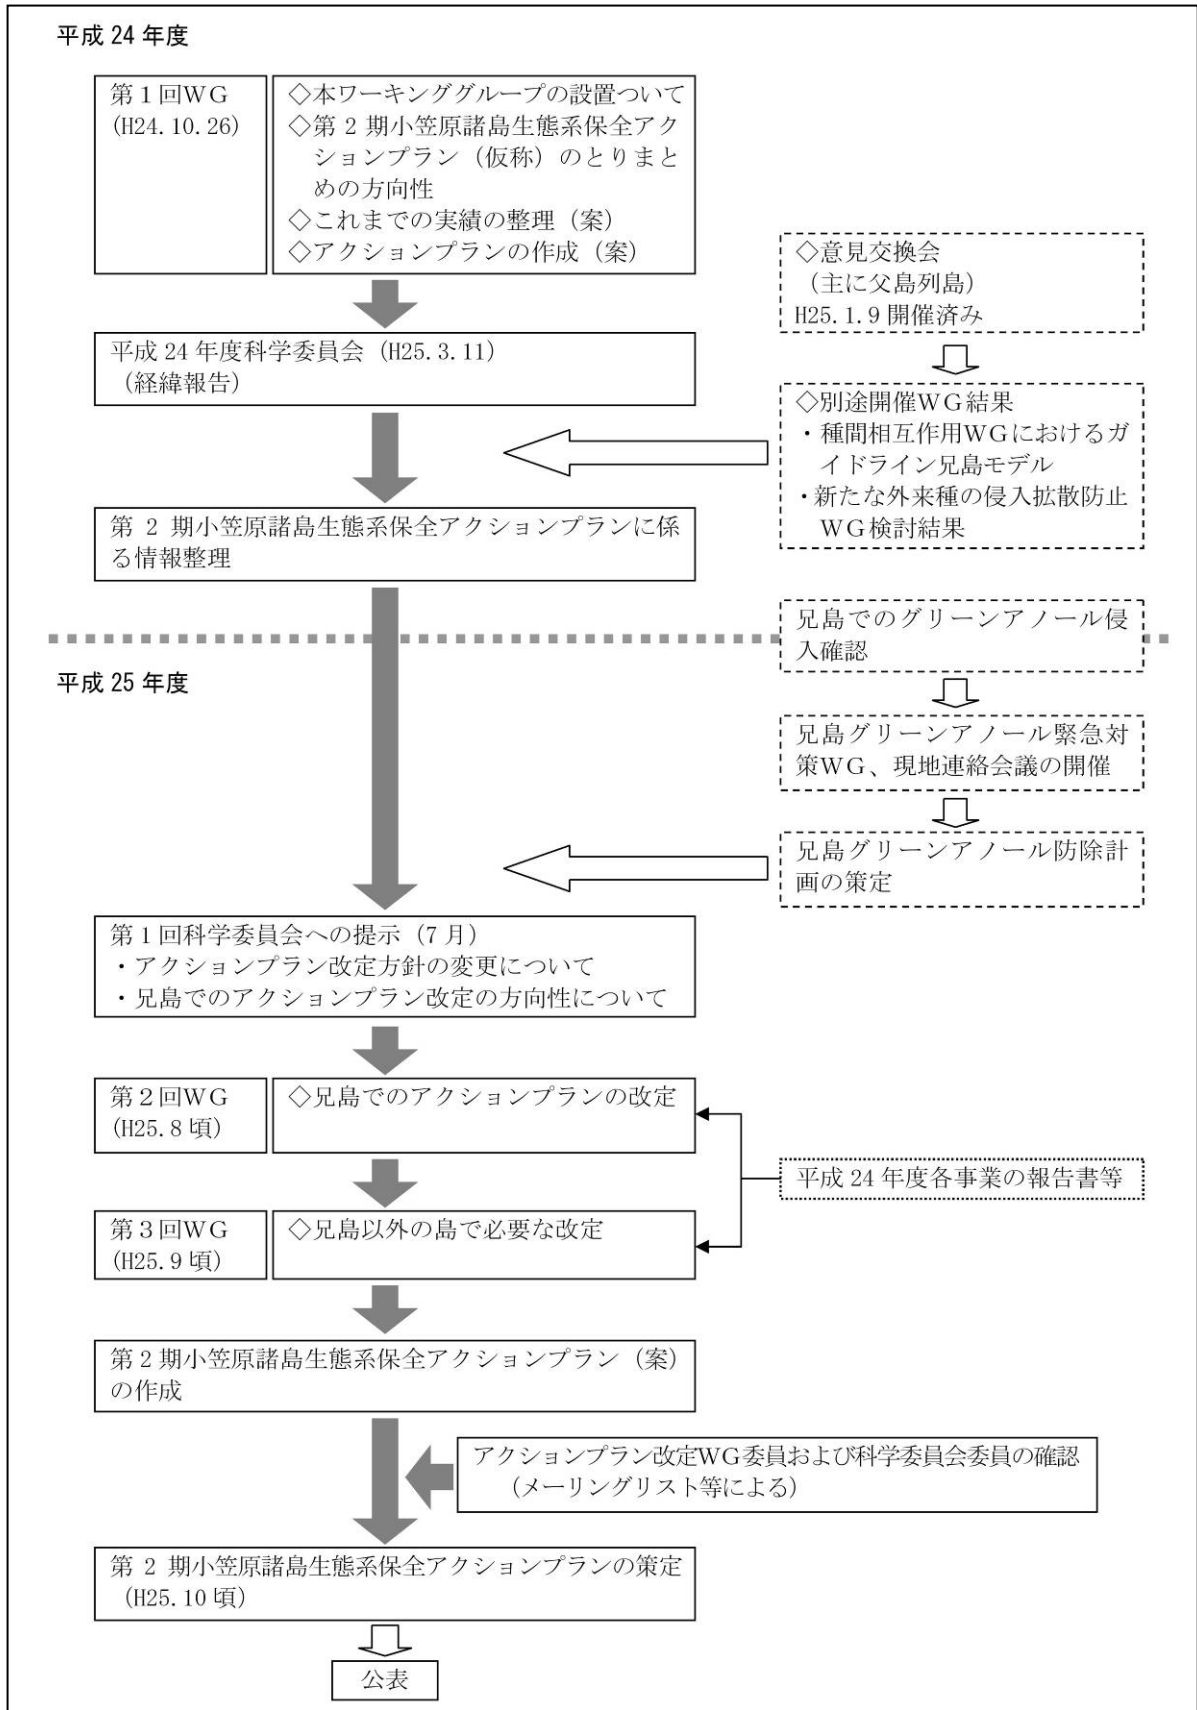 平成 24 年度
第１回ＷＧ
(H24.10.26)
◇本ワーキンググループの設置ついて
◇第２期小笠原諸島生態系保全アク
ションプラン（仮称）のとりまと
めの方向性
◇これまでの実績の整理（案）
◇アクションプランの作成（案）
◇意見交換会
（主に父島列島）
H25.1.9 開催済み
平成 24 年度科学委員会（H25.3.11）
（経緯報告）
◇別途開催ＷＧ結果
・種間相互作用ＷＧにおけるガ
イドライン兄島モデル
・新たな外来種の侵入拡散防止
ＷＧ検討結果
第 2 期小笠原諸島生態系保全アクションプランに係
る情報整理
兄島でのグリーンアノール侵
入確認
平成 25 年度
兄島グリーンアノール緊急対
策ＷＧ、現地連絡会議の開催
兄島グリーンアノール防除計
画の策定
第１回科学委員会への提示（7 月）
・アクションプラン改定方針の変更について
・兄島でのアクションプラン改定の方向性について
第２回ＷＧ
(H25.8 頃)
◇兄島でのアクションプランの改定
平成 24 年度各事業の報告書等
第３回ＷＧ
(H25.9 頃)
◇兄島以外の島で必要な改定
第２期小笠原諸島生態系保全アクションプラン（案）
の作成
アクションプラン改定ＷＧ委員および科学委員会委員の確認
（メーリングリスト等による）
第 2 期小笠原諸島生態系保全アクションプランの策定
（H25.10 頃）
公表